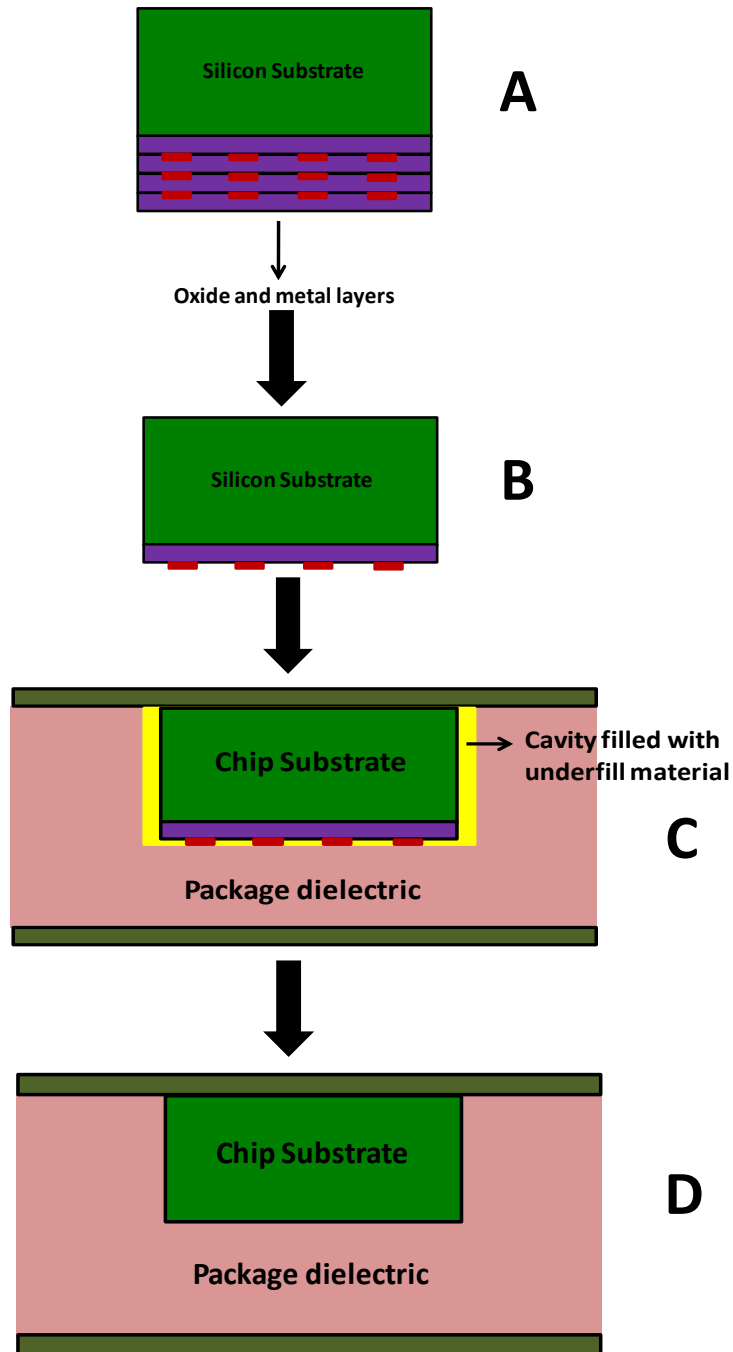 Silicon Substrate
A
Oxide and metal layers
Silicon Substrate
B
Chip Substrate
Cavity filled with
underfill material
C
Package dielectric
Chip Substrate
D
Package dielectric